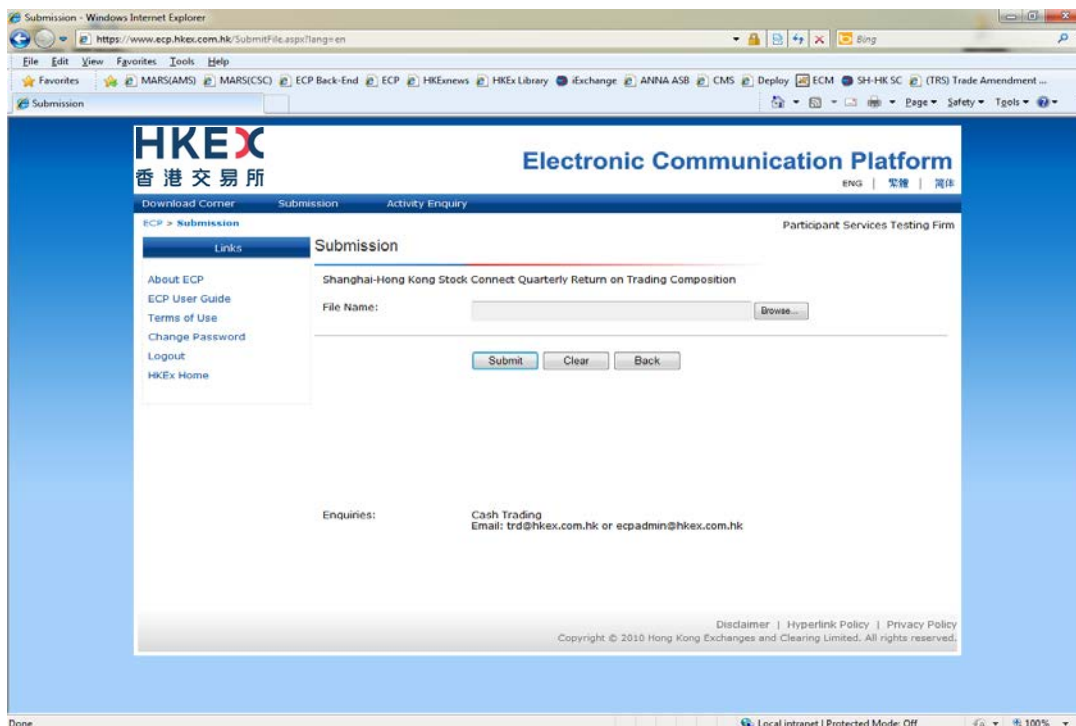 Submission - Windows Internet Explorer
https://www.ecp.hkex.com.hk/SubmitFile.aspx?lang=en
Bing
File Edit View Favorites Tools Help
Favorites MARS(AMS) MARS(CSC) ECP Back-End ECP HKExnews HKEx Library iExchange ANNA ASB CMS Deploy ECM SH-HK SC (TRS) Trade Amendment ...
Submission Page Safety Tools
HKEX
香港交易所
Electronic Communication Platform
ENG | 繁體 | 简体
Download Corner Submission Activity Enquiry
ECP > Submission
Participant Services Testing Firm
Links
Submission
About ECP
ECP User Guide
Terms of Use
Change Password
Logout
HKEx Home
Shanghai-Hong Kong Stock Connect Quarterly Return on Trading Composition
File Name: Browse...
Submit Clear Back
Enquiries: Cash Trading
Email: trd@hkex.com.hk or ecpadmin@hkex.com.hk
Disclaimer | Hyperlink Policy | Privacy Policy
Copyright © 2010 Hong Kong Exchanges and Clearing Limited. All rights reserved.
Done Local intranet | Protected Mode: Off 100%